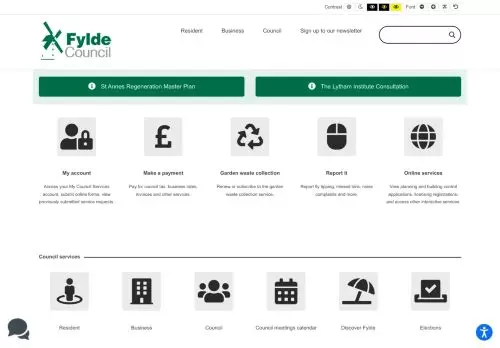 Contrast
Font
Fylde
Council
Resident
Business
Council
Sign up to our newsletter
St Annes Regeneration Master Plan
The Lytham Institute Consultation
My account
Make a payment
Garden waste collection
Report it
Online services
Access your My Council Services
account, submit online forms, view
previously submitted service requests.
Pay for council tax, business rates,
invoices and other services.
Renew or subscribe to the garden
waste collection service.
Report fly tipping, missed bins, noise
complaints and more.
View planning and building control
applications, licensing registrations,
and access other interactive services.
Council services
Resident
Business
Council
Council meetings calendar
Discover Fylde
Elections